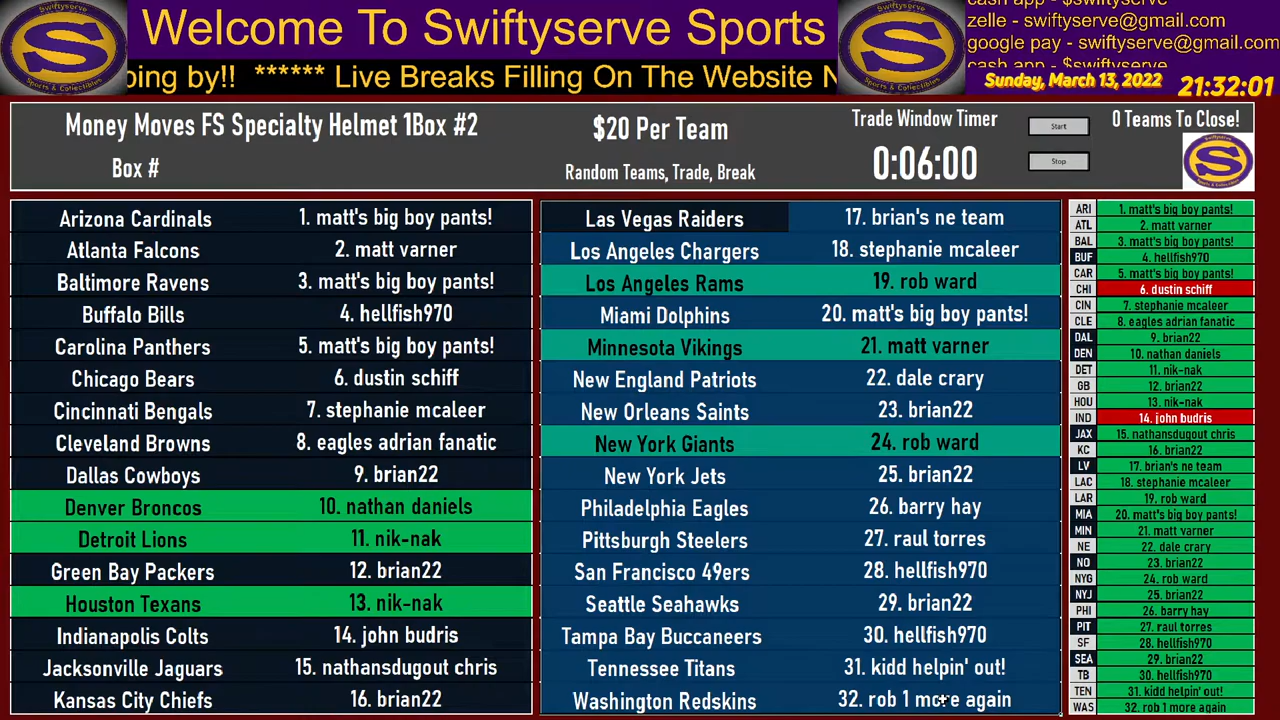 Welcome To Swiftyserve Sports
oing by!! ****** Live Breaks Filling On The Website N
cash app - $swiftyserve
zelle - swiftyserve@gmail.com
google pay - swiftyserve@gmail.com
cash app - $swiftyserve
Sunday, March 13, 2022
21:32:01
Money Moves FS Specialty Helmet 1Box #2
Box #
$20 Per Team
Random Teams, Trade, Break
Trade Window Timer
0:06:00
Start
Stop
0 Teams To Close!
Arizona Cardinals 1. matt's big boy pants!
Atlanta Falcons 2. matt varner
Baltimore Ravens 3. matt's big boy pants!
Buffalo Bills 4. hellfish970
Carolina Panthers 5. matt's big boy pants!
Chicago Bears 6. dustin schiff
Cincinnati Bengals 7. stephanie mcaleer
Cleveland Browns 8. eagles adrian fanatic
Dallas Cowboys 9. brian22
Denver Broncos 10. nathan daniels
Detroit Lions 11. nik-nak
Green Bay Packers 12. brian22
Houston Texans 13. nik-nak
Indianapolis Colts 14. john budris
Jacksonville Jaguars 15. nathansdugout chris
Kansas City Chiefs 16. brian22
Las Vegas Raiders 17. brian's ne team
Los Angeles Chargers 18. stephanie mcaleer
Los Angeles Rams 19. rob ward
Miami Dolphins 20. matt's big boy pants!
Minnesota Vikings 21. matt varner
New England Patriots 22. dale crary
New Orleans Saints 23. brian22
New York Giants 24. rob ward
New York Jets 25. brian22
Philadelphia Eagles 26. barry hay
Pittsburgh Steelers 27. raul torres
San Francisco 49ers 28. hellfish970
Seattle Seahawks 29. brian22
Tampa Bay Buccaneers 30. hellfish970
Tennessee Titans 31. kidd helpin' out!
Washington Redskins 32. rob 1 more again
ARI 1. matt's big boy pants!
ATL 2. matt varner
BAL 3. matt's big boy pants!
BUF 4. hellfish970
CAR 5. matt's big boy pants!
CHI 6. dustin schiff
CIN 7. stephanie mcaleer
CLE 8. eagles adrian fanatic
DAL 9. brian22
DEN 10. nathan daniels
DET 11. nik-nak
GB 12. brian22
HOU 13. nik-nak
IND 14. john budris
JAX 15. nathansdugout chris
KC 16. brian22
LV 17. brian's ne team
LAC 18. stephanie mcaleer
LAR 19. rob ward
MIA 20. matt's big boy pants!
MIN 21. matt varner
NE 22. dale crary
NO 23. brian22
NYG 24. rob ward
NYJ 25. brian22
PHI 26. barry hay
PIT 27. raul torres
SF 28. hellfish970
SEA 29. brian22
TB 30. hellfish970
TEN 31. kidd helpin' out!
WAS 32. rob 1 more again